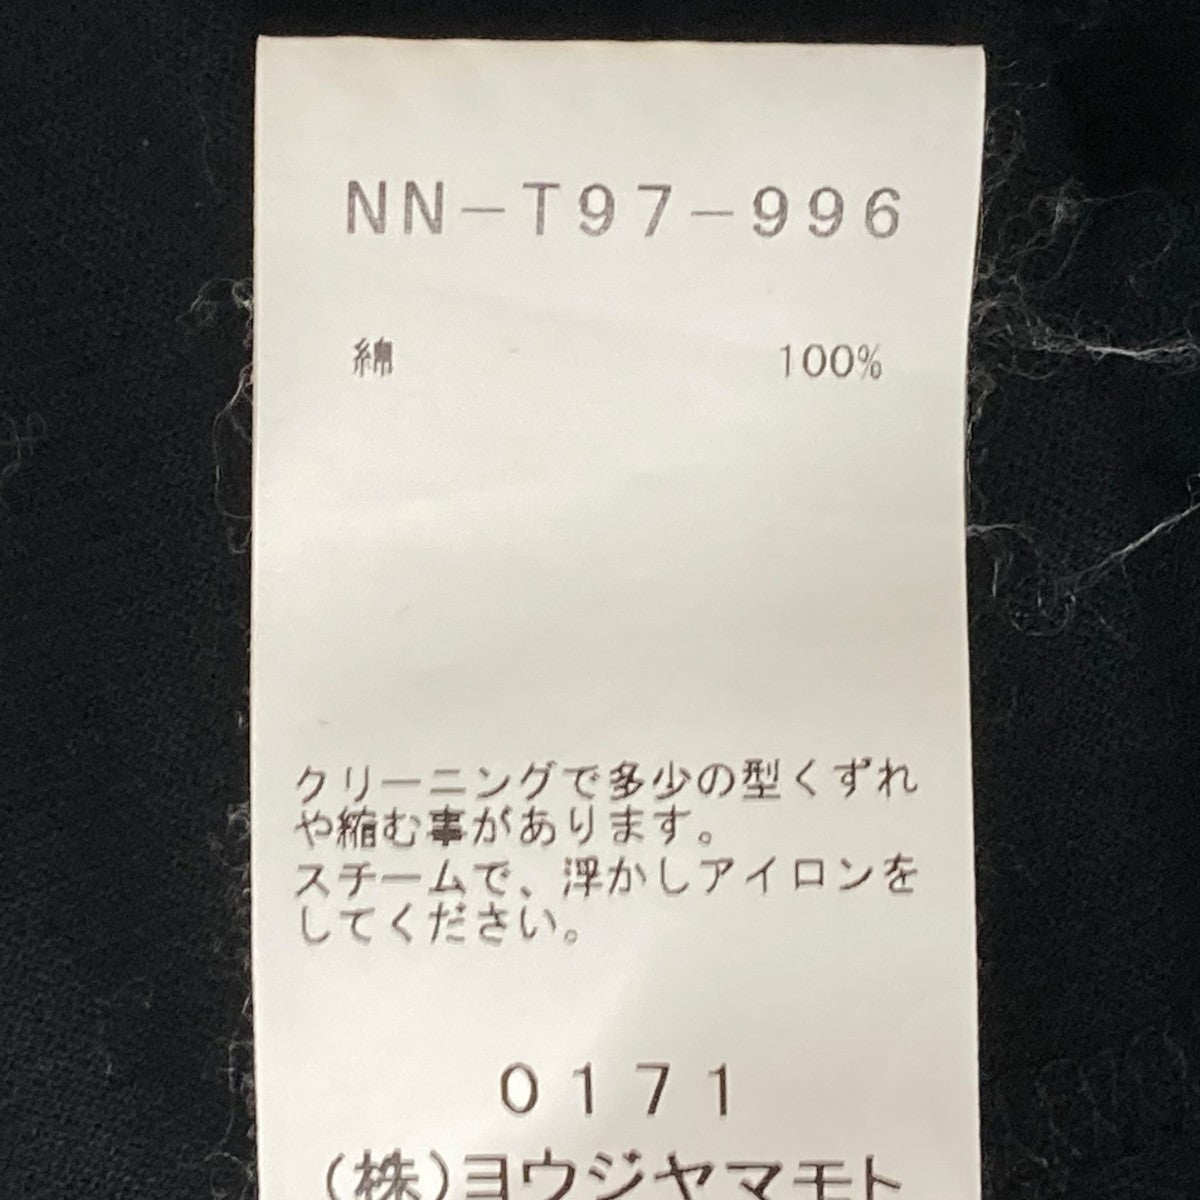 NN-T97-996
綿 100%
クリーニングで多少の型くずれ
や縮む事があります。
スチームで、浮かしアイロンを
してください。
0171
(株)ヨウジヤマモト